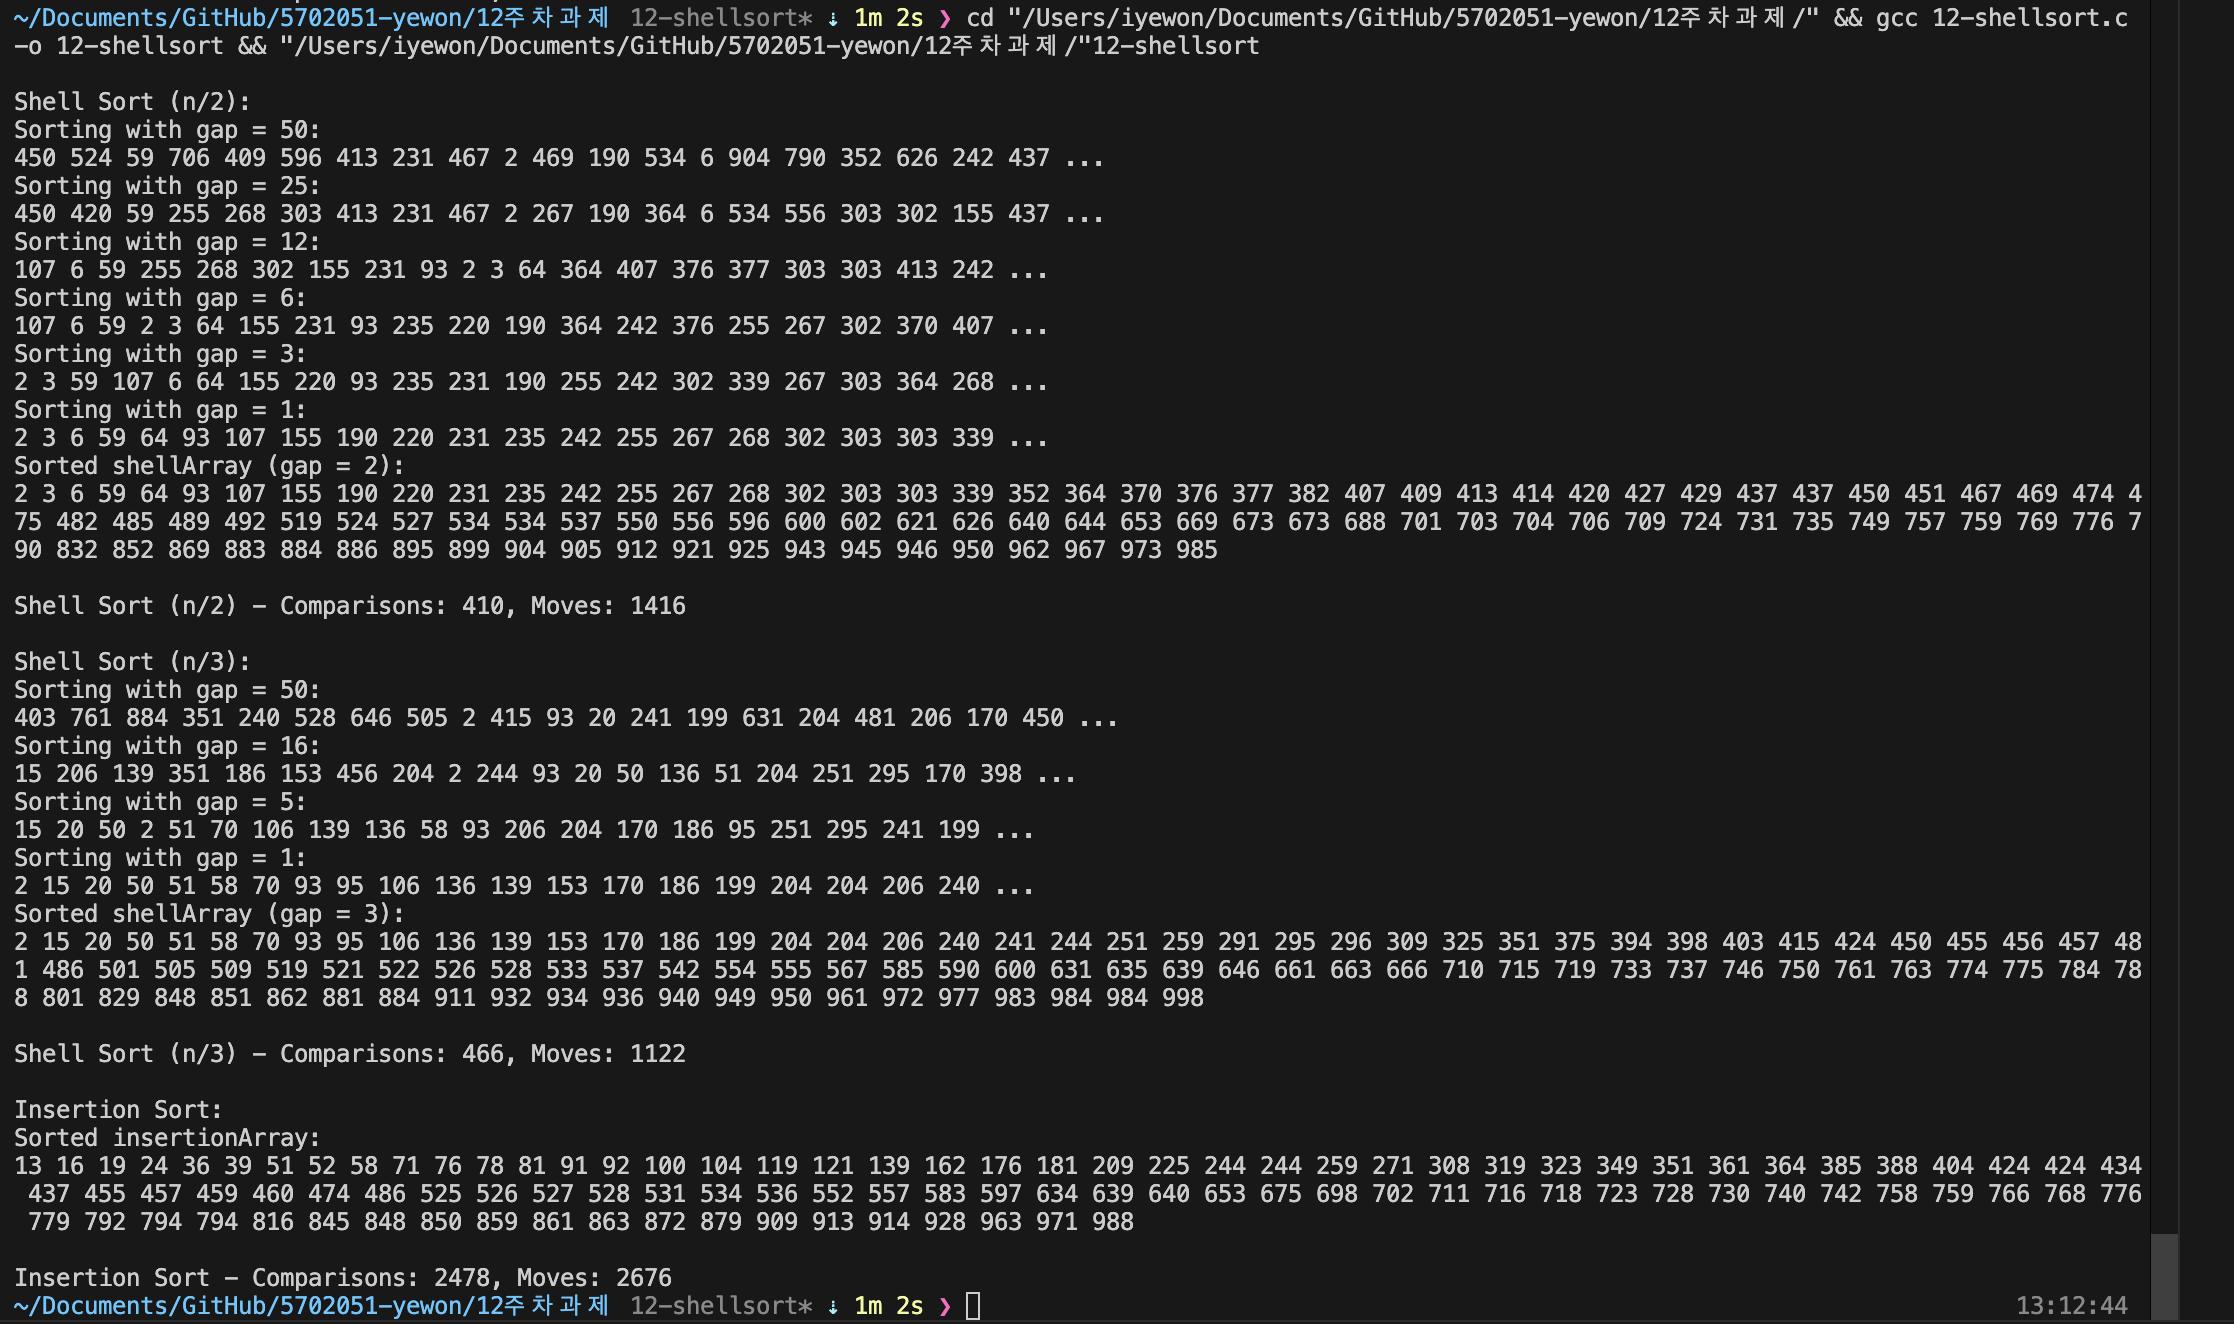 ~/Documents/GitHub/5702051-yewon/12주차과제 12-shellsort* ⇣ 1m 2s ❯ cd "/Users/iyewon/Documents/GitHub/5702051-yewon/12주차과제/" && gcc 12-shellsort.c
-o 12-shellsort && "/Users/iyewon/Documents/GitHub/5702051-yewon/12주차과제/"12-shellsort
Shell Sort (n/2):
Sorting with gap = 50:
450 524 59 706 409 596 413 231 467 2 469 190 534 6 904 790 352 626 242 437 ...
Sorting with gap = 25:
450 420 59 255 268 303 413 231 467 2 267 190 364 6 534 556 303 302 155 437 ...
Sorting with gap = 12:
107 6 59 255 268 302 155 231 93 2 3 64 364 407 376 377 303 303 413 242 ...
Sorting with gap = 6:
107 6 59 2 3 64 155 231 93 235 220 190 364 242 376 255 267 302 370 407 ...
Sorting with gap = 3:
2 3 59 107 6 64 155 220 93 235 231 190 255 242 302 339 267 303 364 268 ...
Sorting with gap = 1:
2 3 6 59 64 93 107 155 190 220 231 235 242 255 267 268 302 303 303 339 ...
Sorted shellArray (gap = 2):
2 3 6 59 64 93 107 155 190 220 231 235 242 255 267 268 302 303 303 339 352 364 370 376 377 382 407 409 413 414 420 427 429 437 437 450 451 467 469 474 4
75 482 485 489 492 519 524 527 534 534 537 550 556 596 600 602 621 626 640 644 653 669 673 673 688 701 703 704 706 709 724 731 735 749 757 759 769 776 7
90 832 852 869 883 884 886 895 899 904 905 912 921 925 943 945 946 950 962 967 973 985
Shell Sort (n/2) - Comparisons: 410, Moves: 1416
Shell Sort (n/3):
Sorting with gap = 50:
403 761 884 351 240 528 646 505 2 415 93 20 241 199 631 204 481 206 170 450 ...
Sorting with gap = 16:
15 206 139 351 186 153 456 204 2 244 93 20 50 136 51 204 251 295 170 398 ...
Sorting with gap = 5:
15 20 50 2 51 70 106 139 136 58 93 206 204 170 186 95 251 295 241 199 ...
Sorting with gap = 1:
2 15 20 50 51 58 70 93 95 106 136 139 153 170 186 199 204 204 206 240 ...
Sorted shellArray (gap = 3):
2 15 20 50 51 58 70 93 95 106 136 139 153 170 186 199 204 204 206 240 241 244 251 259 291 295 296 309 325 351 375 394 398 403 415 424 450 455 456 457 48
1 486 501 505 509 519 521 522 526 528 533 537 542 554 555 567 585 590 600 631 635 639 646 661 663 666 710 715 719 733 737 746 750 761 763 774 775 784 78
8 801 829 848 851 862 881 884 911 932 934 936 940 949 950 961 972 977 983 984 984 998
Shell Sort (n/3) - Comparisons: 466, Moves: 1122
Insertion Sort:
Sorted insertionArray:
13 16 19 24 36 39 51 52 58 71 76 78 81 91 92 100 104 119 121 139 162 176 181 209 225 244 244 259 271 308 319 323 349 351 361 364 385 388 404 424 424 434
437 455 457 459 460 474 486 525 526 527 528 531 534 536 552 557 583 597 634 639 640 653 675 698 702 711 716 718 723 728 730 740 742 758 759 766 768 776
779 792 794 794 816 845 848 850 859 861 863 872 879 909 913 914 928 963 971 988
Insertion Sort - Comparisons: 2478, Moves: 2676
~/Documents/GitHub/5702051-yewon/12주차과제 12-shellsort* ⇣ 1m 2s ❯ 13:12:44